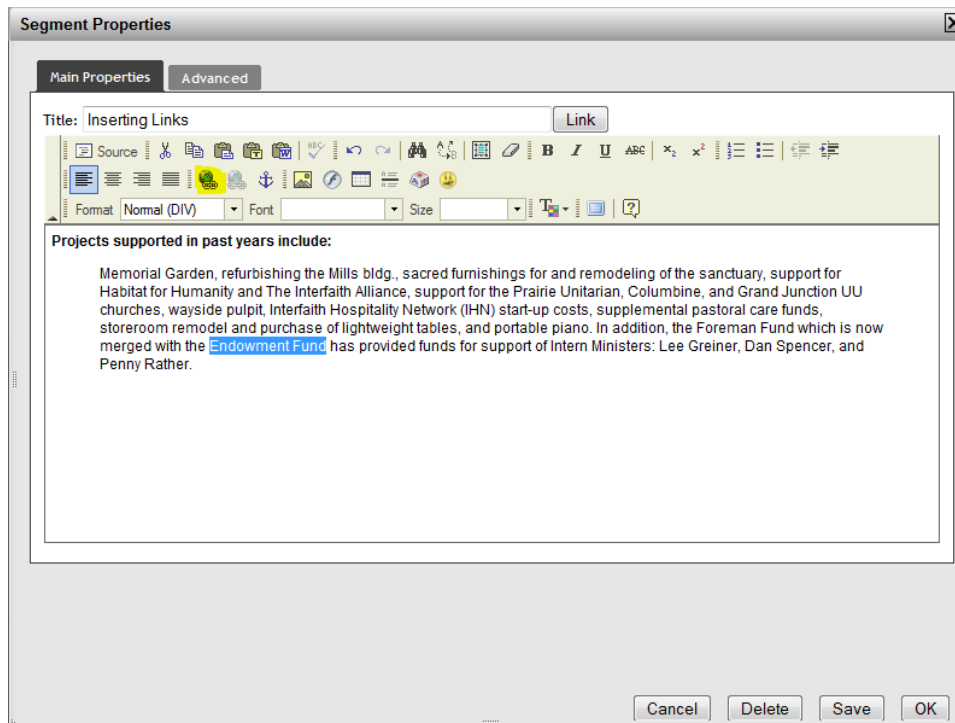 Segment Properties
Main Properties Advanced
Title: Inserting Links Link
Source ABC B I U ABC x₂ x²
Format Normal (DIV) Font Size
Projects supported in past years include:
Memorial Garden, refurbishing the Mills bldg., sacred furnishings for and remodeling of the sanctuary, support for
Habitat for Humanity and The Interfaith Alliance, support for the Prairie Unitarian, Columbine, and Grand Junction UU
churches, wayside pulpit, Interfaith Hospitality Network (IHN) start-up costs, supplemental pastoral care funds,
storeroom remodel and purchase of lightweight tables, and portable piano. In addition, the Foreman Fund which is now
merged with the Endowment Fund has provided funds for support of Intern Ministers: Lee Greiner, Dan Spencer, and
Penny Rather.
Cancel Delete Save OK